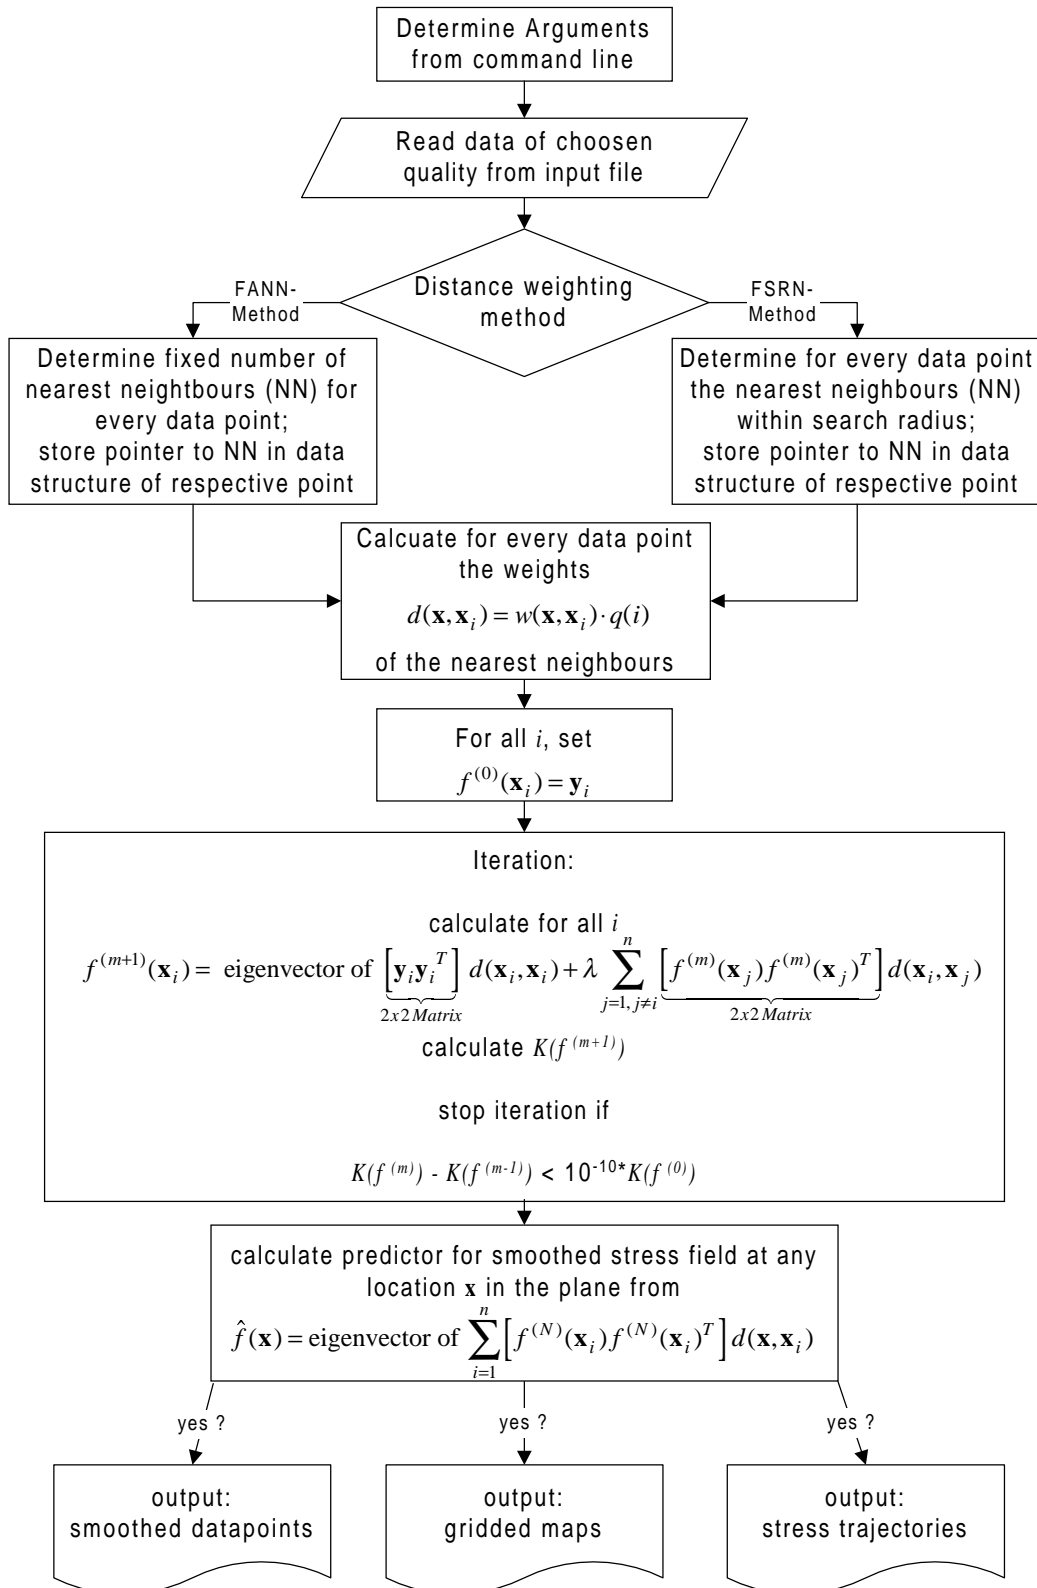 Determine Arguments
from command line
Read data of choosen
quality from input file
Distance weighting
method
FANN-
Method
FSRN-
Method
Determine fixed number of
nearest neightbours (NN) for
every data point;
store pointer to NN in data
structure of respective point
Determine for every data point
the nearest neighbours (NN)
within search radius;
store pointer to NN in data
structure of respective point
Calcuate for every data point
the weights
d(x,x_i) = w(x,x_i)·q(i)
of the nearest neighbours
For all i, set
f^(0)(x_i) = y_i
Iteration:
calculate for all i
f^(m+1)(x_i) = eigenvector of [y_i y_i^T] d(x_i,x_i) + λ ∑_{j=1, j≠i}^{n} [f^(m)(x_j) f^(m)(x_j)^T] d(x_i,x_j)
2x2 Matrix 2x2 Matrix
calculate K(f^(m+1))
stop iteration if
K(f^(m)) - K(f^(m-1)) < 10^-10* K(f^(0))
calculate predictor for smoothed stress field at any
location x in the plane from
f̂(x) = eigenvector of ∑_{i=1}^{n} [f^(N)(x_i) f^(N)(x_i)^T] d(x,x_i)
yes ?
yes ?
yes ?
output:
smoothed datapoints
output:
gridded maps
output:
stress trajectories